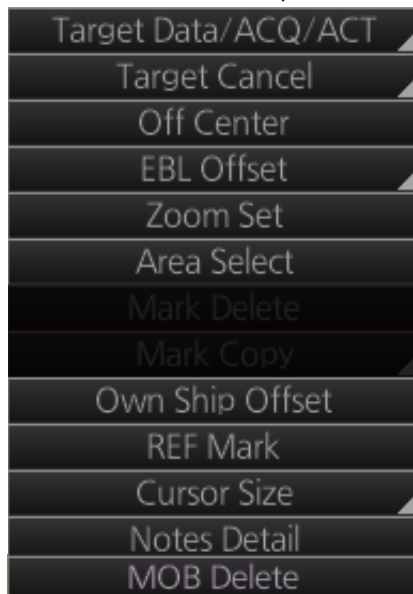 Target Data/ACQ/ACT
Target Cancel
Off Center
EBL Offset
Zoom Set
Area Select
Mark Delete
Mark Copy
Own Ship Offset
REF Mark
Cursor Size
Notes Detail
MOB Delete